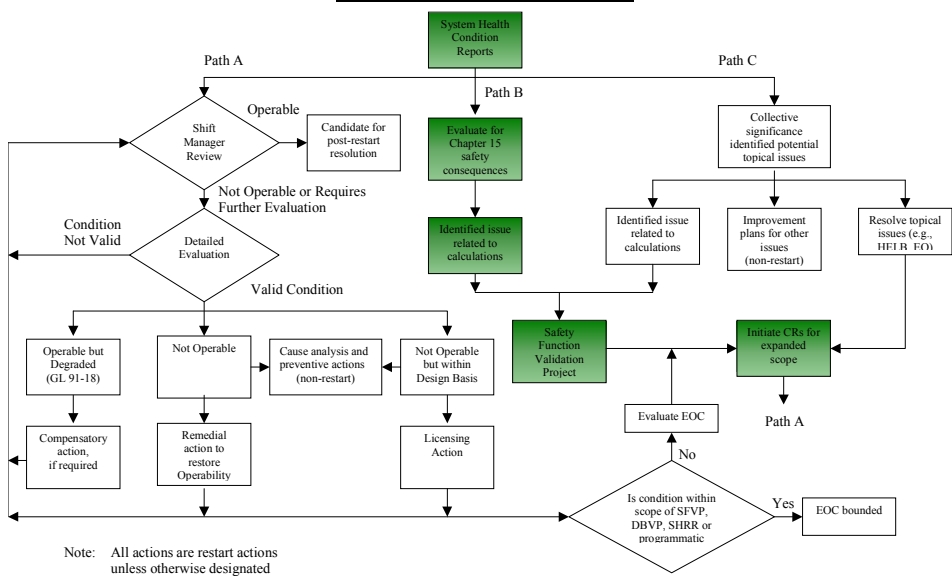 System Health
Condition
Reports
Path A
Path B
Path C
Operable
Shift
Manager
Review
Candidate for
post-restart
resolution
Evaluate for
Chapter 15
safety
consequences
Collective
significance
identified potential
topical issues
Not Operable or Requires
Further Evaluation
Condition
Not Valid
Detailed
Evaluation
Valid Condition
Identified issue
related to
calculations
Identified issue
related to
calculations
Improvement
plans for other
issues
(non-restart)
Resolve topical
issues (e.g.,
HELB, EQ)
Operable but
Degraded
(GL 91-18)
Not Operable
Cause analysis and
preventive actions
(non-restart)
Not Operable
but within
Design Basis
Safety
Function
Validation
Project
Initiate CRs for
expanded
scope
Compensatory
action,
if required
Remedial
action to
restore
Operability
Licensing
Action
Evaluate EOC
Path A
No
Is condition within
scope of SFVP,
DBVP, SHRR or
programmatic
Yes
EOC bounded
Note: All actions are restart actions
unless otherwise designated